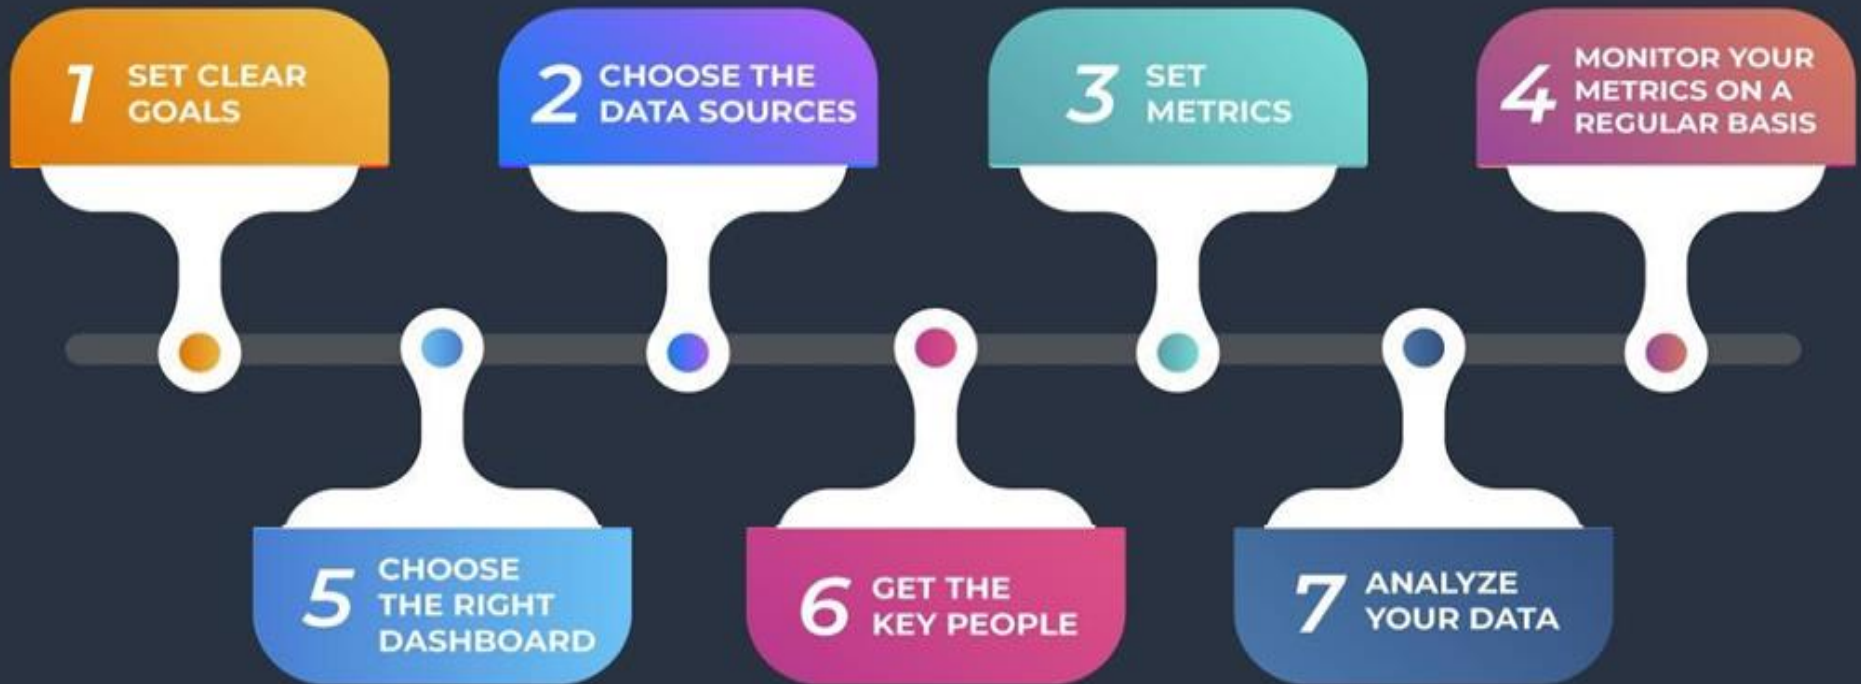 1 SET CLEAR
GOALS
2 CHOOSE THE
DATA SOURCES
3 SET
METRICS
4 MONITOR YOUR
METRICS ON A
REGULAR BASIS
5 CHOOSE
THE RIGHT
DASHBOARD
6 GET THE
KEY PEOPLE
7 ANALYZE
YOUR DATA